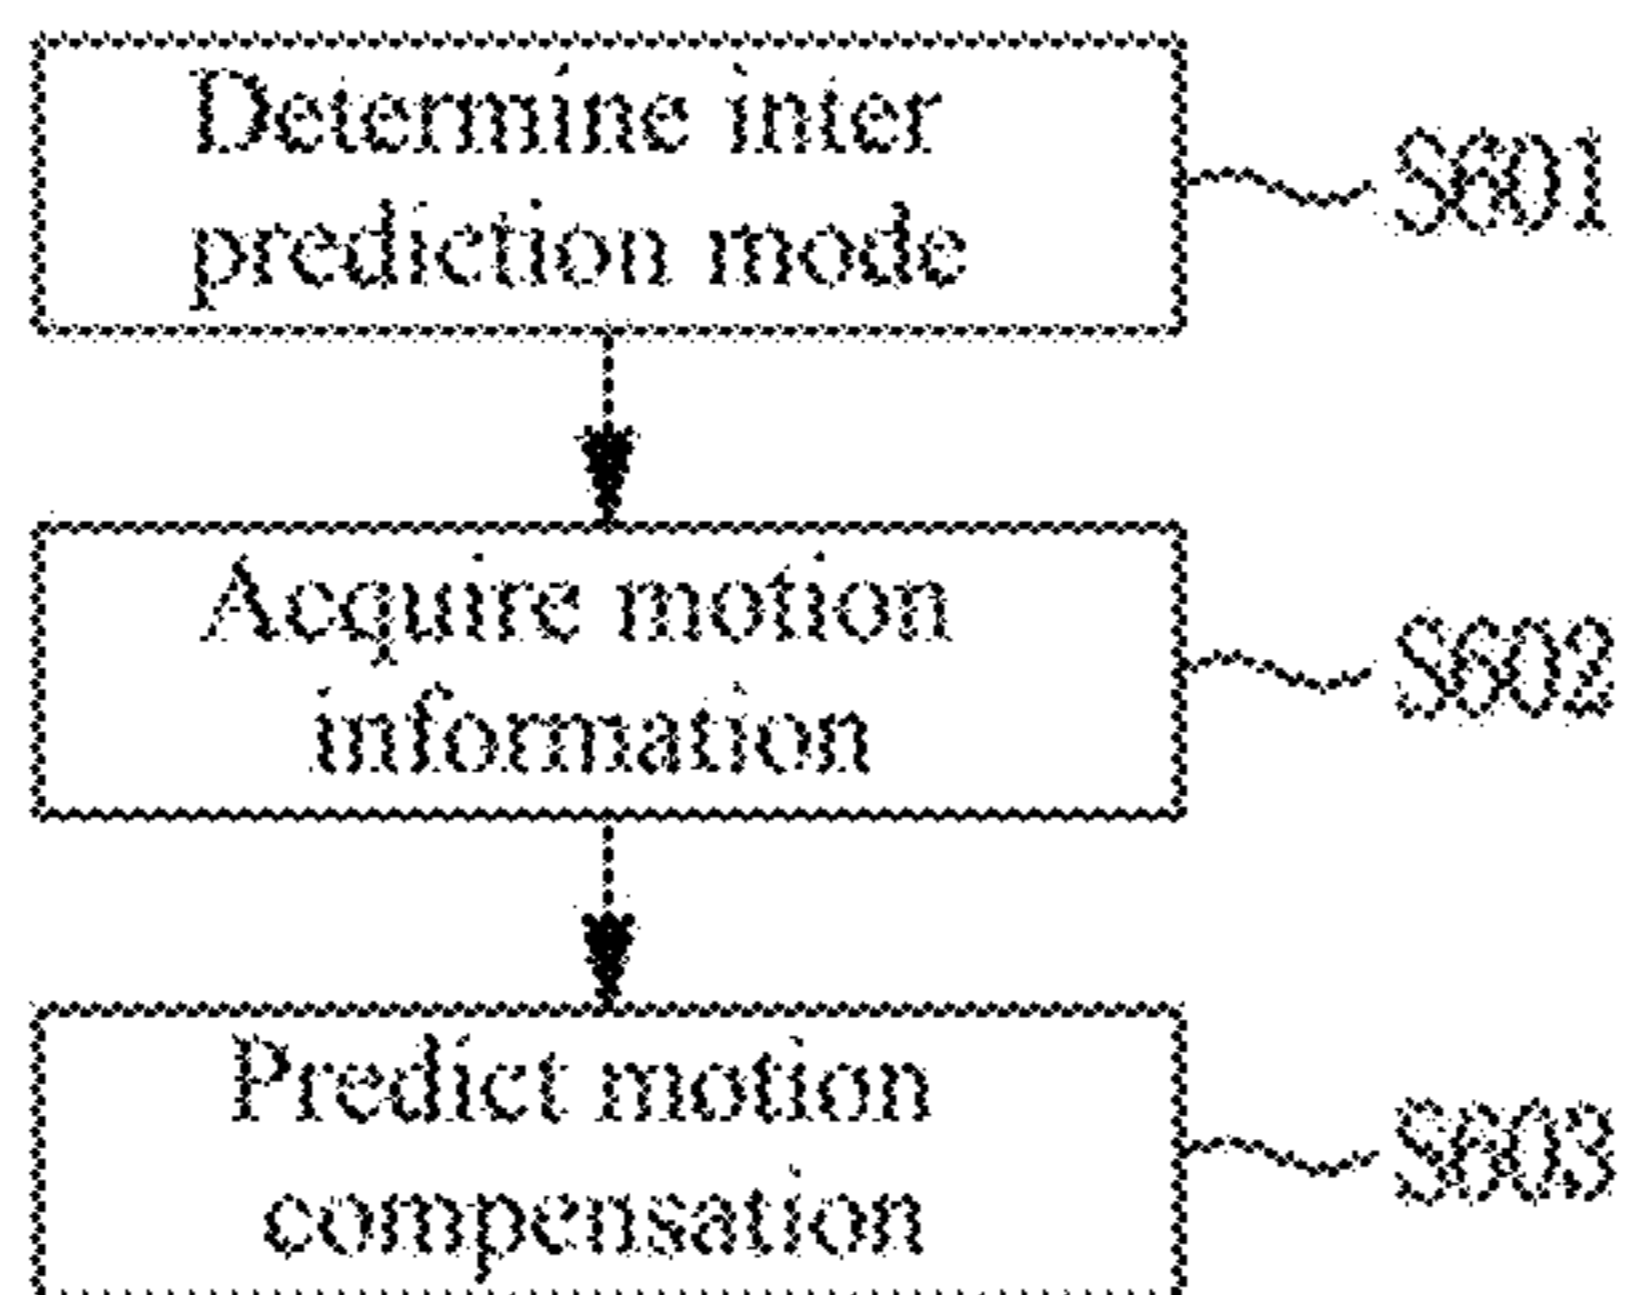 Determine inter
prediction mode
S601
Acquire motion
information
S602
Predict motion
compensation
S603